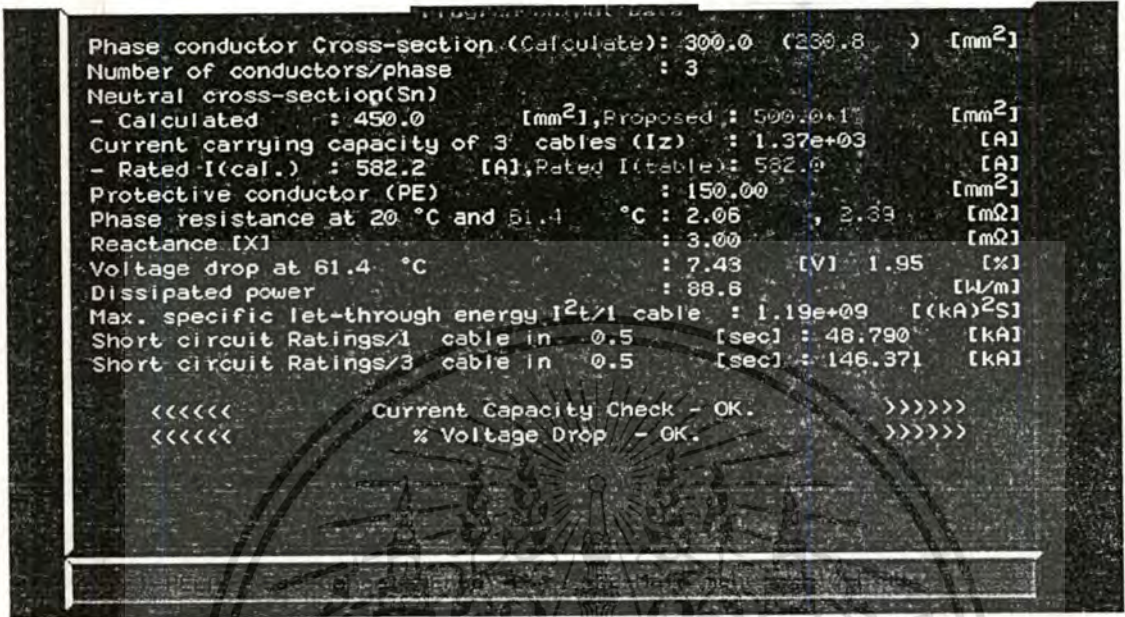 Program Output Data
Phase conductor Cross-section (Calculate): 300.0 (230.8 ) [mm²]
Number of conductors/phase : 3
Neutral cross-section(Sn)
- Calculated : 450.0 [mm²],Proposed : 500.0*1 [mm²]
Current carrying capacity of 3 cables (Iz) : 1.37e+03 [A]
- Rated I(cal.) : 582.2 [A],Rated I(table): 582.0 [A]
Protective conductor (PE) : 150.00 [mm²]
Phase resistance at 20 °C and 61.4 °C : 2.06 , 2.39 [mΩ]
Reactance [X] : 3.00 [mΩ]
Voltage drop at 61.4 °C : 7.43 [V] 1.95 [%]
Dissipated power : 88.6 [W/m]
Max. specific let-through energy I²t/1 cable : 1.19e+09 [(kA)²S]
Short circuit Ratings/1 cable in 0.5 [sec] : 48.790 [kA]
Short circuit Ratings/3 cable in 0.5 [sec] : 146.371 [kA]
<<<<<< Current Capacity Check - OK. >>>>>>
<<<<<< % Voltage Drop - OK. >>>>>>